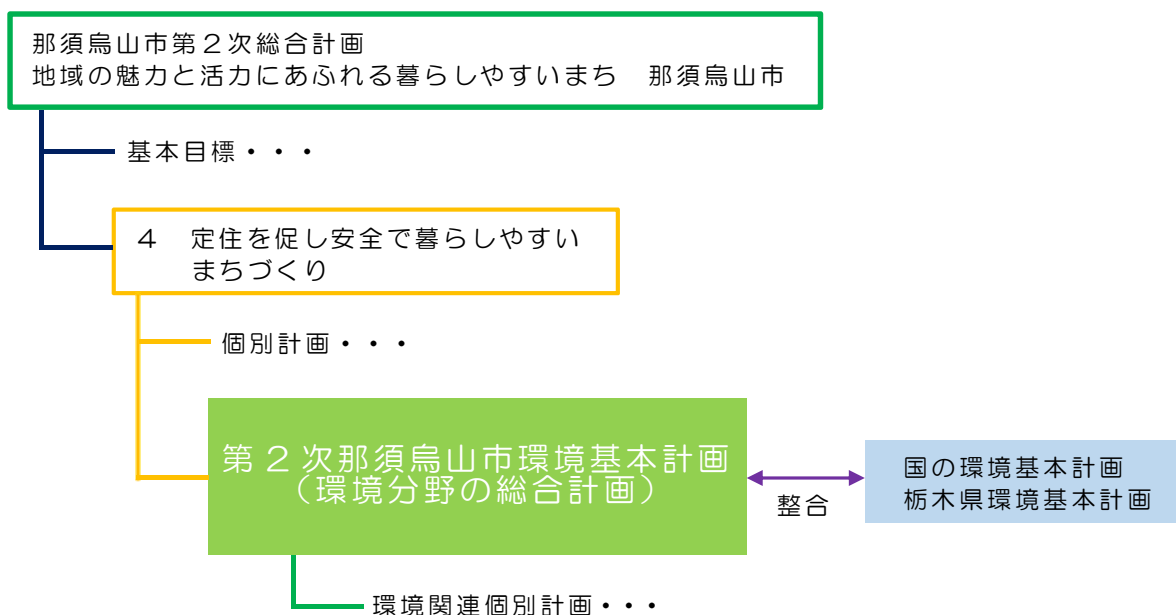 那須烏山市第２次総合計画
地域の魅力と活力にあふれる暮らしやすいまち　那須烏山市
基本目標・・・
４　定住を促し安全で暮らしやすい
まちづくり
個別計画・・・
第２次那須烏山市環境基本計画
（環境分野の総合計画）
整合
国の環境基本計画
栃木県環境基本計画
環境関連個別計画・・・